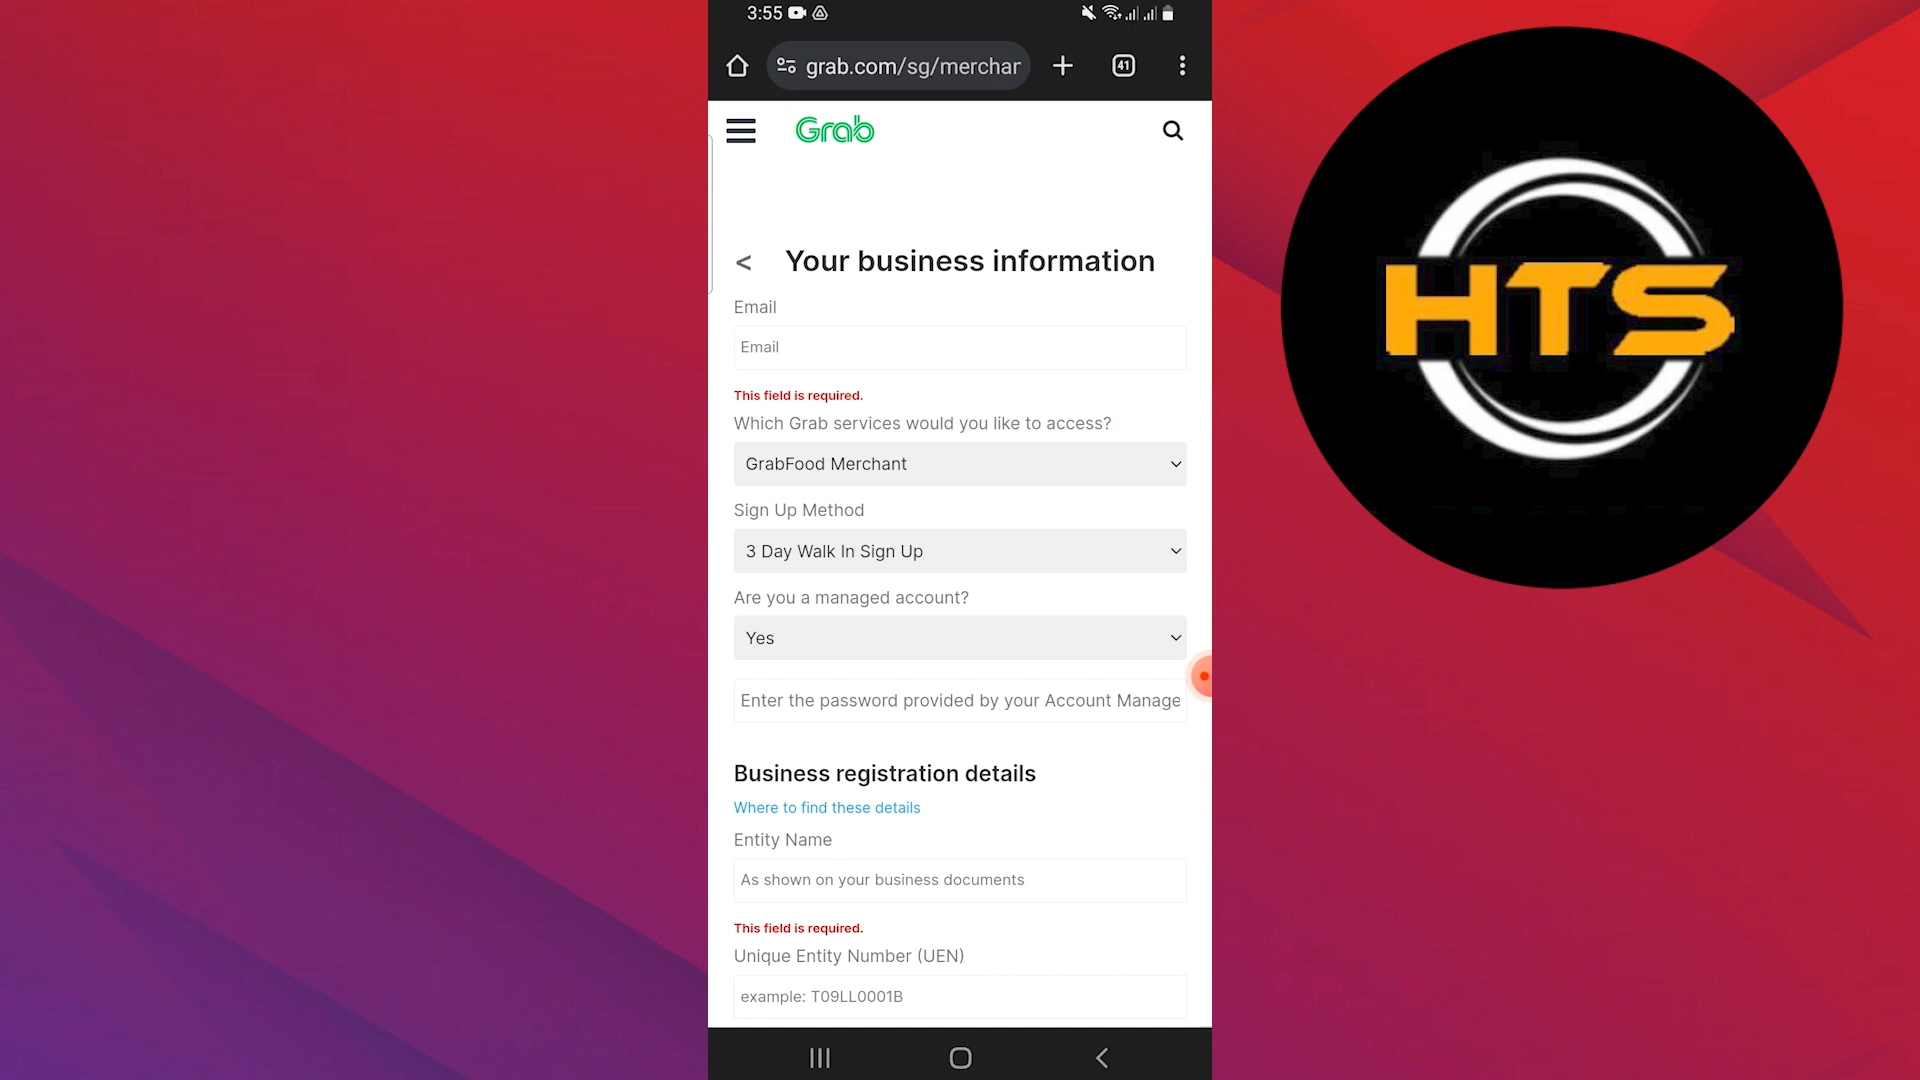 3:55
grab.com/sg/merchar
41
Grab
< Your business information
Email
Email
This field is required.
Which Grab services would you like to access?
GrabFood Merchant
Sign Up Method
3 Day Walk In Sign Up
Are you a managed account?
Yes
Enter the password provided by your Account Manage
Business registration details
Where to find these details
Entity Name
As shown on your business documents
This field is required.
Unique Entity Number (UEN)
example: T09LL0001B
HTS